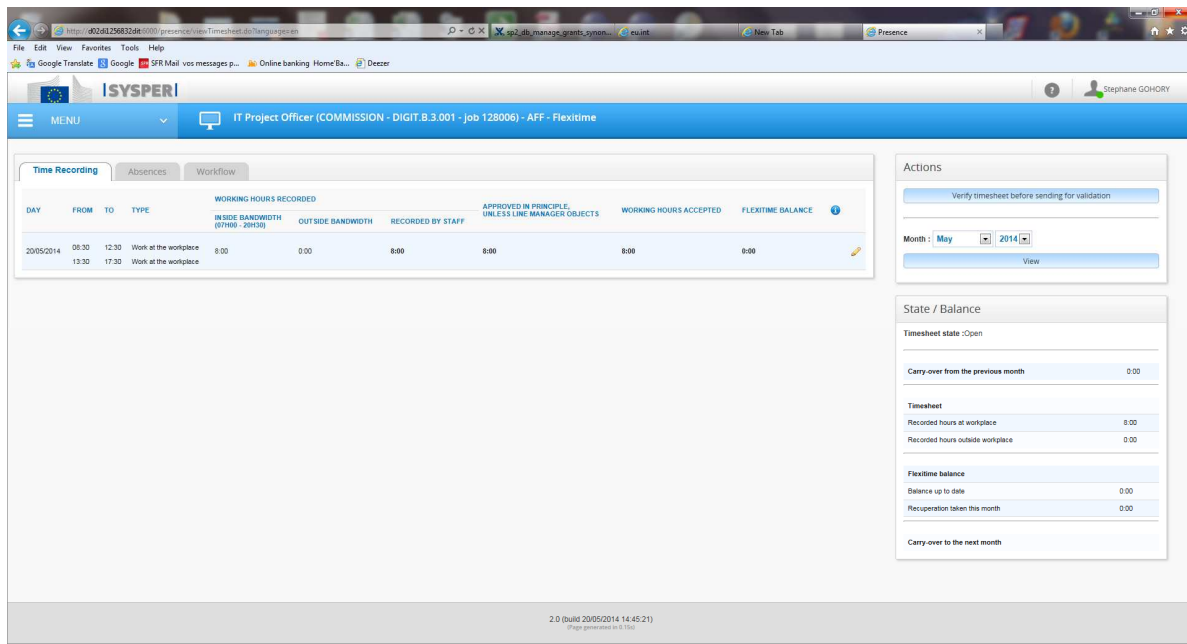 http://d02di1256832dit:6000/presence/viewTimesheet.do?language=en
sp2_db_manage_grants_synon...
eu.int
New Tab
Presence
File Edit View Favorites Tools Help
Google Translate Google SFR Mail vos messages p... Online banking Home'Ba... Deezer
SYSPER
Stephane GOHORY
MENU
IT Project Officer (COMMISSION - DIGIT.B.3.001 - job 128006) - AFF - Flexitime
Time Recording Absences Workflow
WORKING HOURS RECORDED
DAY FROM TO TYPE
INSIDE BANDWIDTH
(07H00 - 20H30)
OUTSIDE BANDWIDTH
RECORDED BY STAFF
APPROVED IN PRINCIPLE,
UNLESS LINE MANAGER OBJECTS
WORKING HOURS ACCEPTED
FLEXITIME BALANCE
20/05/2014 08:30 12:30 Work at the workplace 8:00 0:00 8:00 8:00 8:00 0:00
13:30 17:30 Work at the workplace
Actions
Verify timesheet before sending for validation
Month : May 2014
View
State / Balance
Timesheet state :Open
Carry-over from the previous month 0:00
Timesheet
Recorded hours at workplace 8:00
Recorded hours outside workplace 0:00
Flexitime balance
Balance up to date 0:00
Recuperation taken this month 0:00
Carry-over to the next month
2.0 (build 20/05/2014 14:45:21)
(Page generated in 0.15s)